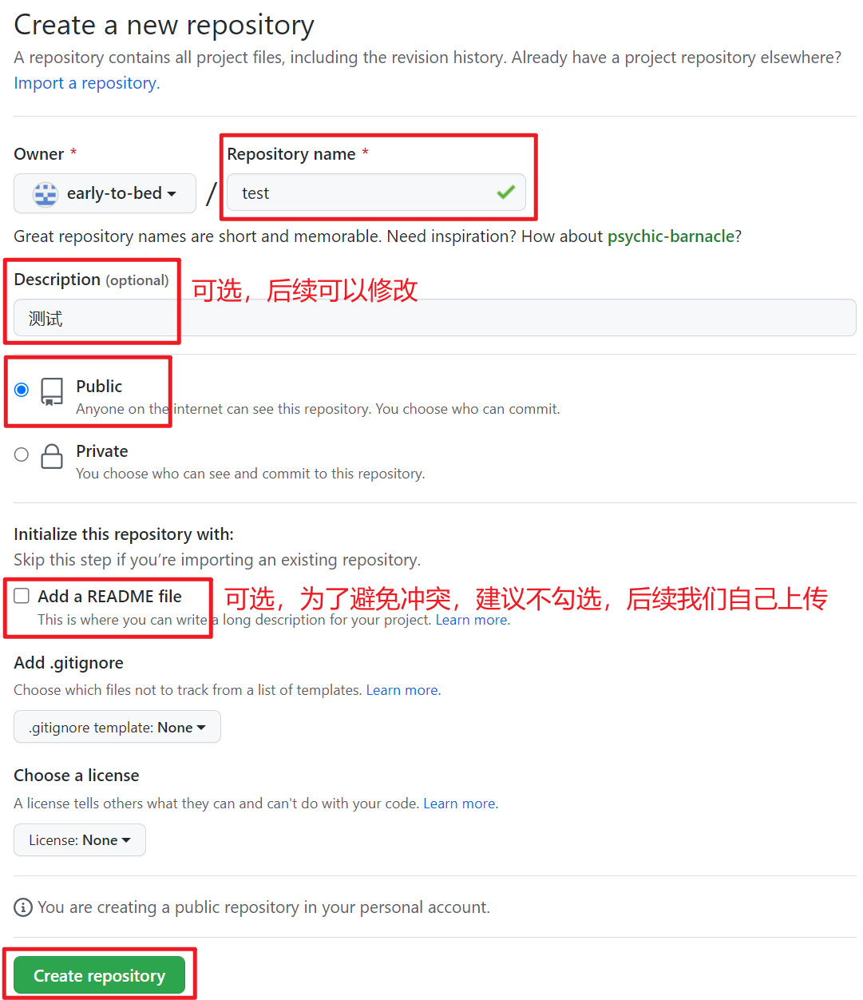 Create a new repository
A repository contains all project files, including the revision history. Already have a project repository elsewhere?
Import a repository.
Owner *
Repository name *
early-to-bed
/
test
Great repository names are short and memorable. Need inspiration? How about psychic-barnacle?
Description (optional)
可选，后续可以修改
测试
Public
Anyone on the internet can see this repository. You choose who can commit.
Private
You choose who can see and commit to this repository.
Initialize this repository with:
Skip this step if you’re importing an existing repository.
Add a README file
可选，为了避免冲突，建议不勾选，后续我们自己上传
This is where you can write a long description for your project. Learn more.
Add .gitignore
Choose which files not to track from a list of templates. Learn more.
.gitignore template: None
Choose a license
A license tells others what they can and can't do with your code. Learn more.
License: None
You are creating a public repository in your personal account.
Create repository